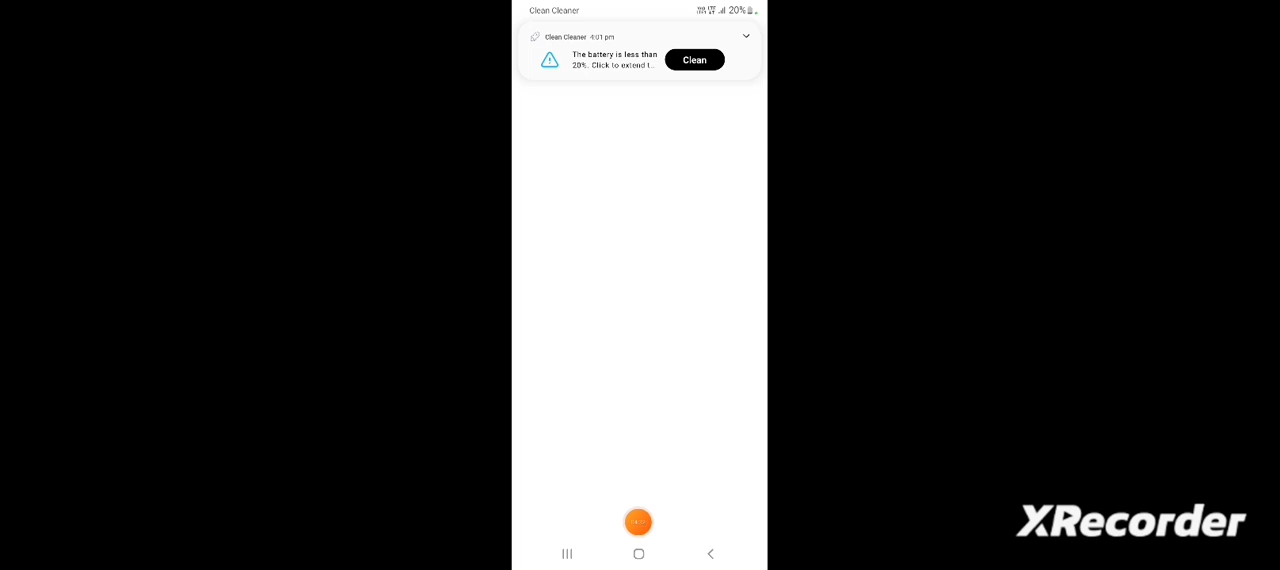 Clean Cleaner
20%
Clean Cleaner 4:01 pm
The battery is less than
20%. Click to extend t...
Clean
XRecorder